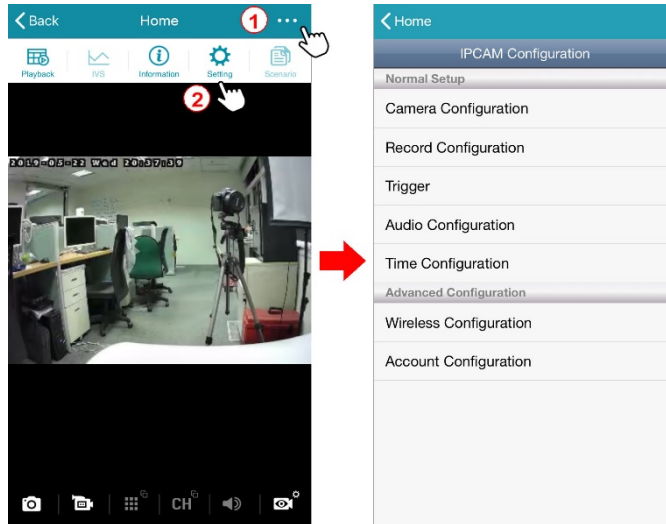 Back Home 1 ...
Playback IVS Information Setting Scenario
2
2019-05-22 Wed 20:37:39
CH
Home
IPCAM Configuration
Normal Setup
Camera Configuration
Record Configuration
Trigger
Audio Configuration
Time Configuration
Advanced Configuration
Wireless Configuration
Account Configuration